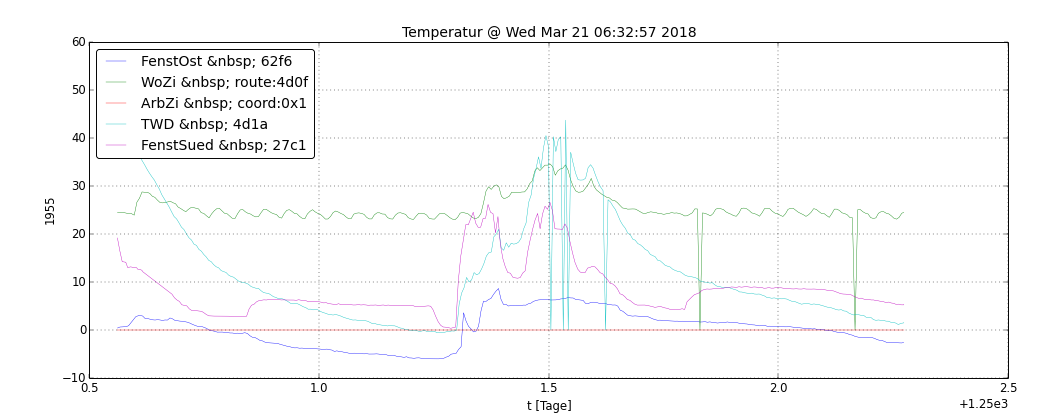 Temperatur @ Wed Mar 21 06:32:57 2018
60
50
40
30
20
10
0
−10
1955
FenstOst &nbsp; 62f6
WoZi &nbsp; route:4d0f
ArbZi &nbsp; coord:0x1
TWD &nbsp; 4d1a
FenstSued &nbsp; 27c1
0.5 1.0 1.5 2.0 2.5
t [Tage]
+1.25e3